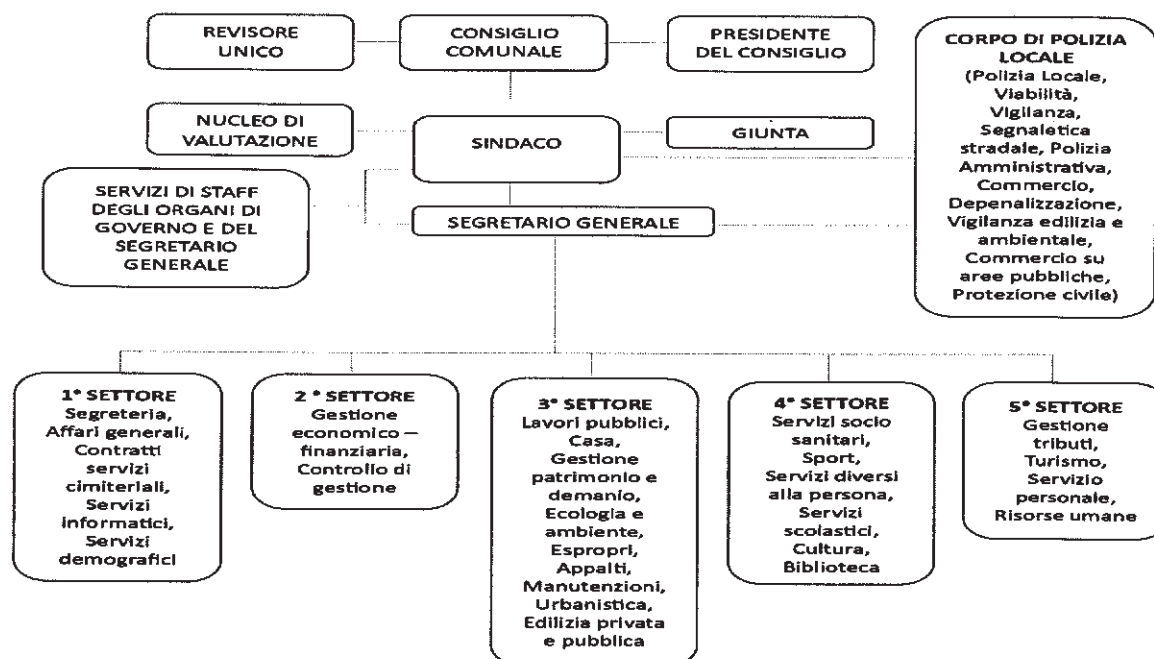 REVISORE
UNICO
CONSIGLIO
COMUNALE
PRESIDENTE
DEL CONSIGLIO
CORPO DI POLIZIA
LOCALE
(Polizia Locale,
Viabilità,
Vigilanza,
Segnaletica
stradale, Polizia
Amministrativa,
Commercio,
Depenalizzazione,
Vigilanza edilizia e
ambientale,
Commercio su
aree pubbliche,
Protezione civile)
NUCLEO DI
VALUTAZIONE
SINDACO
GIUNTA
SERVIZI DI STAFF
DEGLI ORGANI DI
GOVERNO E DEL
SEGRETARIO
GENERALE
SEGRETARIO GENERALE
1° SETTORE
Segreteria,
Affari generali,
Contratti
servizi
cimiteriali,
Servizi
informatici,
Servizi
demografici
2 ° SETTORE
Gestione
economico –
finanziaria,
Controllo di
gestione
3° SETTORE
Lavori pubblici,
Casa,
Gestione
patrimonio e
demanio,
Ecologia e
ambiente,
Espropri,
Appalti,
Manutenzioni,
Urbanistica,
Edilizia privata
e pubblica
4° SETTORE
Servizi socio
sanitari,
Sport,
Servizi diversi
alla persona,
Servizi
scolastici,
Cultura,
Biblioteca
5° SETTORE
Gestione
tributi,
Turismo,
Servizio
personale,
Risorse umane